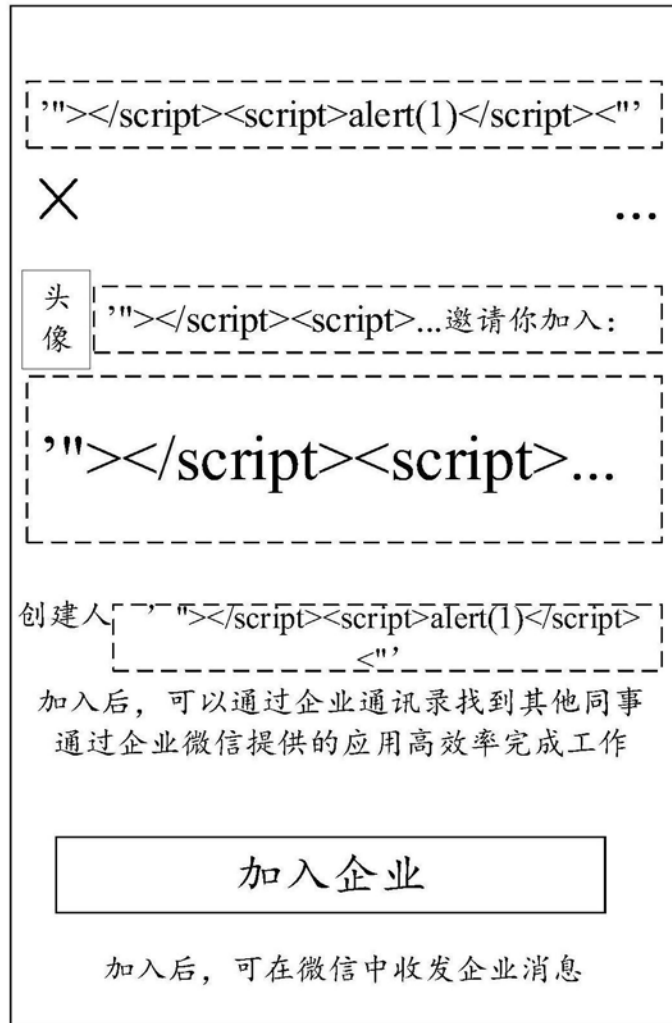 ’"></script><script>alert(1)</script><"’
...
头
像
’"></script><script>...邀请你加入：
’"></script><script>...
创建人
’ "></script><script>alert(1)</script>
<"’
加入后，可以通过企业通讯录找到其他同事
通过企业微信提供的应用高效率完成工作
加入企业
加入后，可在微信中收发企业消息